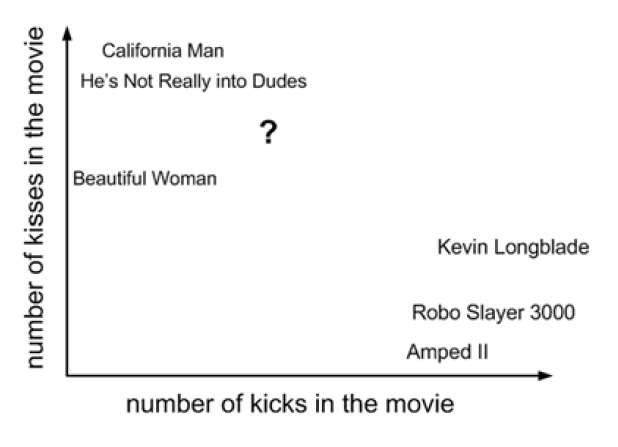 number of kisses in the movie
California Man
He's Not Really into Dudes
?
Beautiful Woman
Kevin Longblade
Robo Slayer 3000
Amped II
number of kicks in the movie